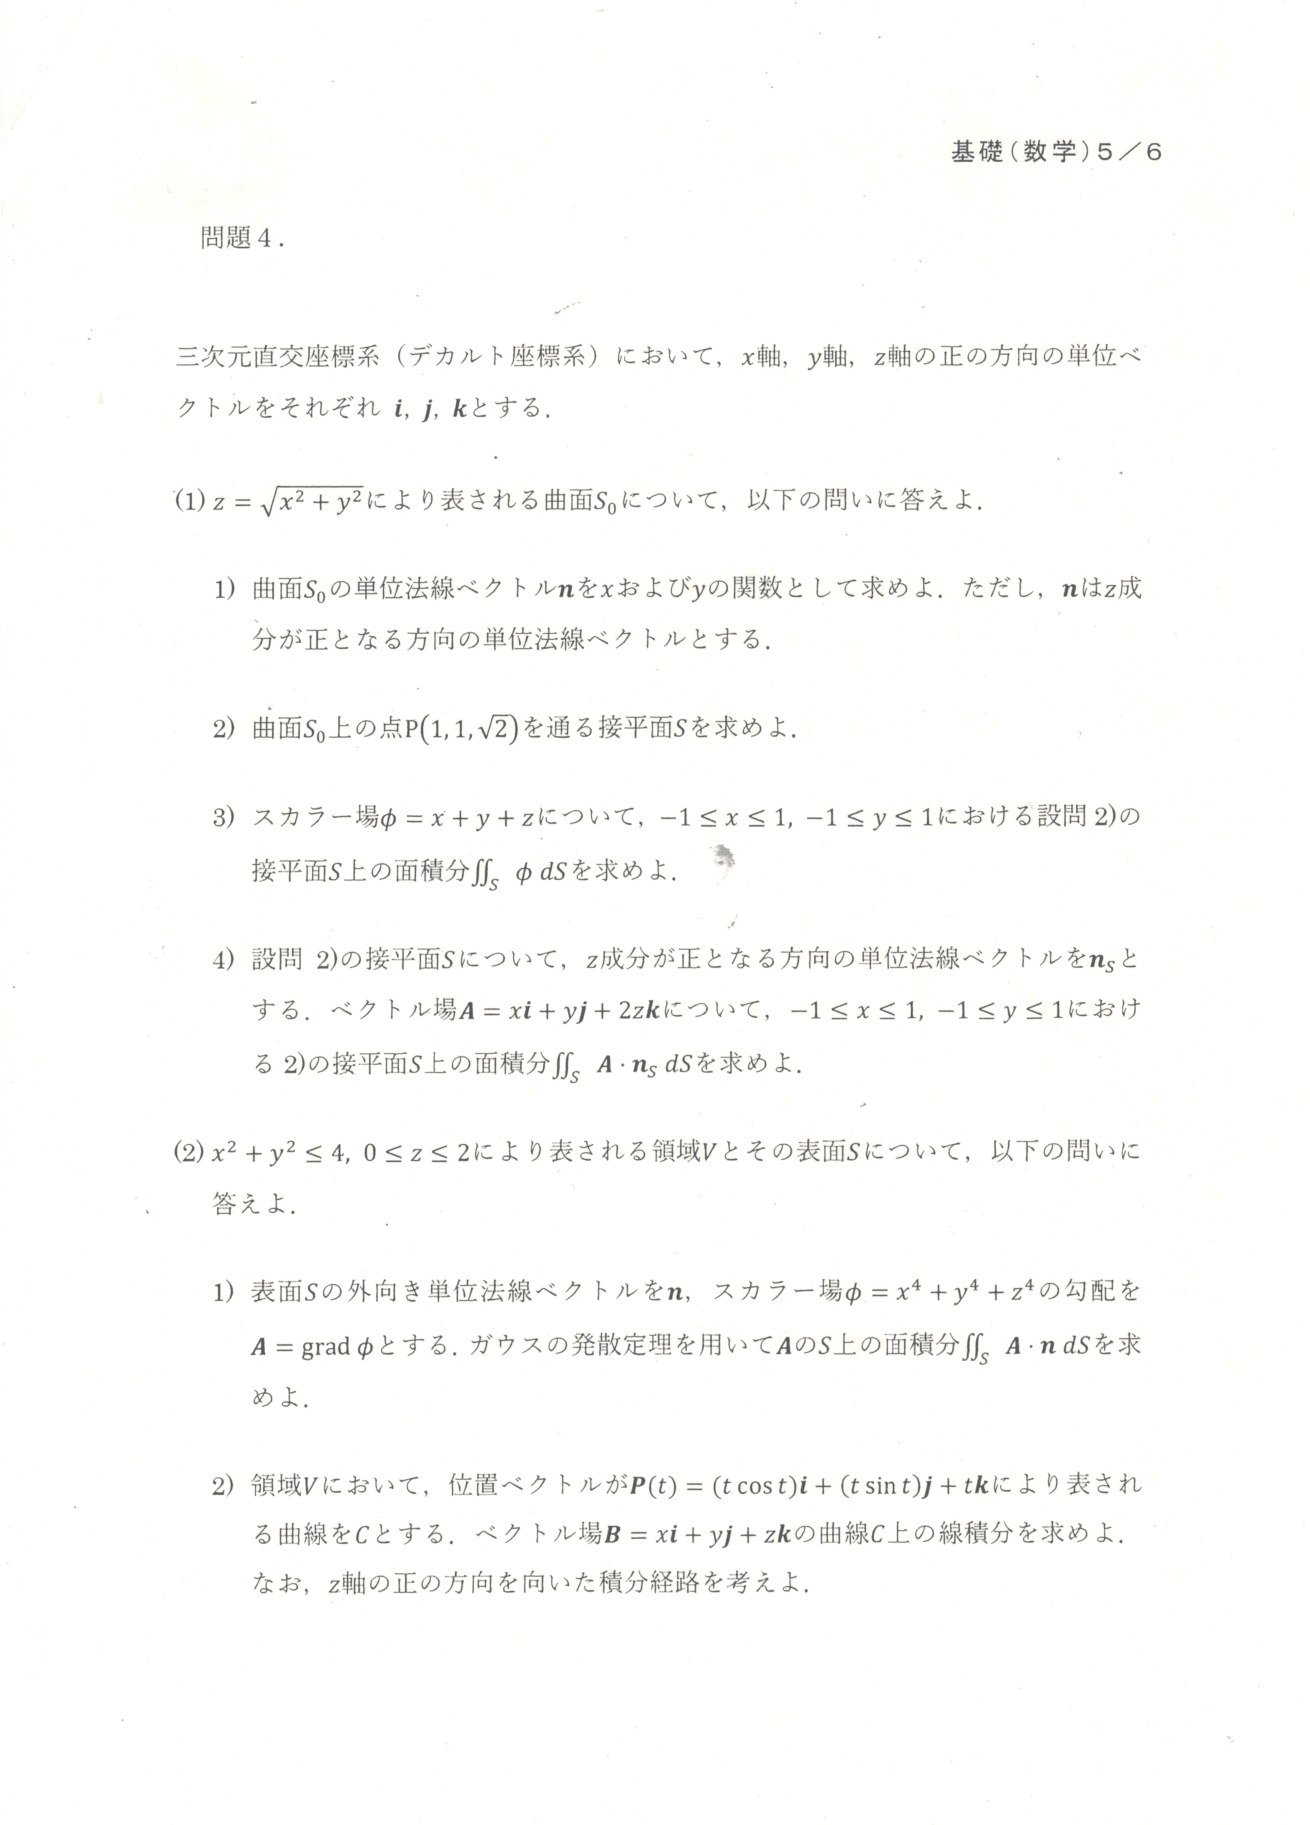 基礎(数学)5/6
問題4.
三次元直交座標系(デカルト座標系)において,x軸,y軸,z軸の正の方向の単位ベ
クトルをそれぞれ i, j, kとする.
(1) z = √(x² + y²)により表される曲面S₀について,以下の問いに答えよ.
1) 曲面S₀の単位法線ベクトルnをxおよびyの関数として求めよ.ただし,nはz成
分が正となる方向の単位法線ベクトルとする.
2) 曲面S₀上の点P(1, 1, √2)を通る接平面Sを求めよ.
3) スカラー場ϕ = x + y + zについて,−1 ≤ x ≤ 1, −1 ≤ y ≤ 1における設問 2)の
接平面S上の面積分∬_S ϕ dSを求めよ.
4) 設問 2)の接平面Sについて,z成分が正となる方向の単位法線ベクトルをn_Sと
する.ベクトル場A = xi + yj + 2zkについて,−1 ≤ x ≤ 1, −1 ≤ y ≤ 1におけ
る 2)の接平面S上の面積分∬_S A · n_S dSを求めよ.
(2) x² + y² ≤ 4, 0 ≤ z ≤ 2により表される領域Vとその表面Sについて,以下の問いに
答えよ.
1) 表面Sの外向き単位法線ベクトルをn,スカラー場ϕ = x⁴ + y⁴ + z⁴の勾配を
A = grad ϕとする.ガウスの発散定理を用いてAのS上の面積分∬_S A · n dSを求
めよ.
2) 領域Vにおいて,位置ベクトルがP(t) = (t cos t)i + (t sin t)j + tkにより表され
る曲線をCとする.ベクトル場B = xi + yj + zkの曲線C上の線積分を求めよ.
なお,z軸の正の方向を向いた積分経路を考えよ.